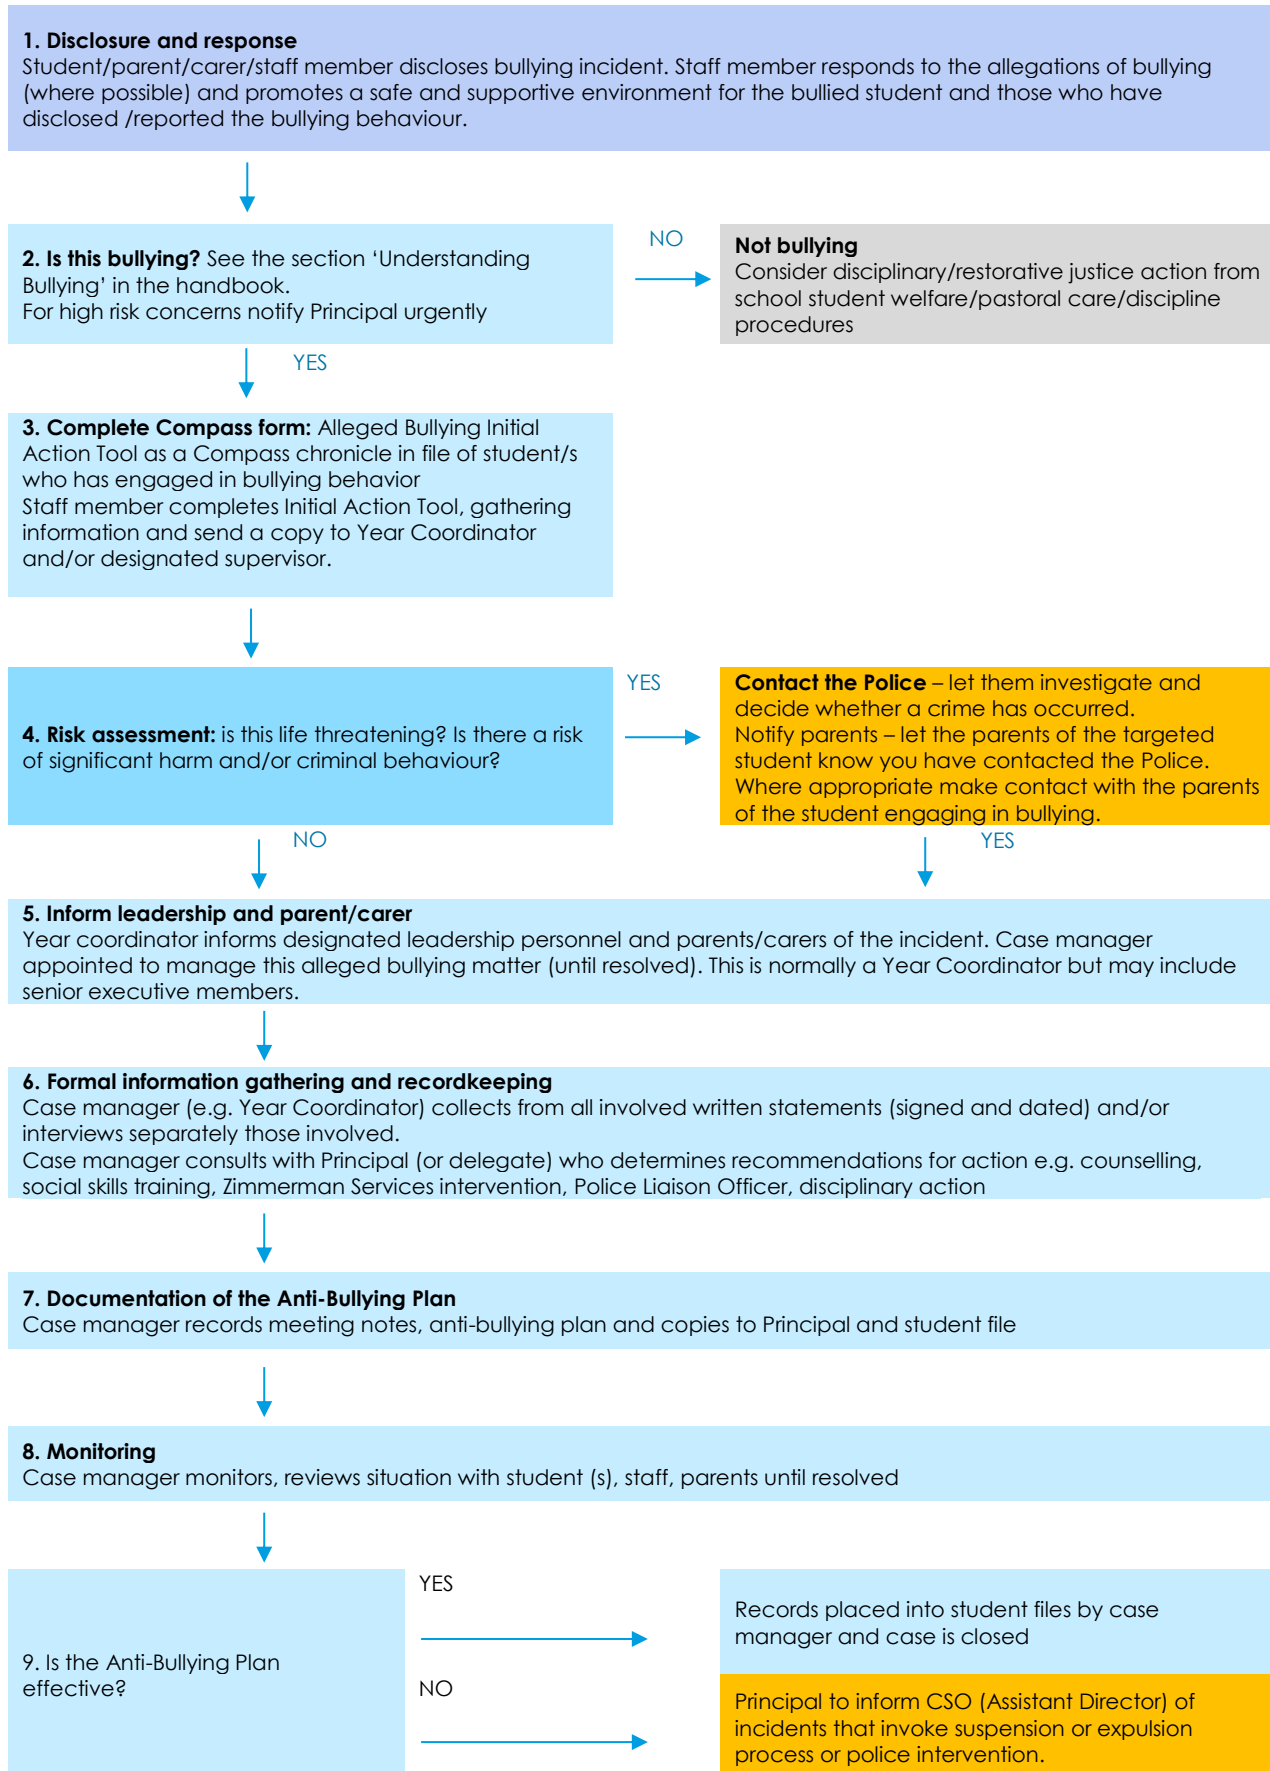 1. Disclosure and response
Student/parent/carer/staff member discloses bullying incident. Staff member responds to the allegations of bullying
(where possible) and promotes a safe and supportive environment for the bullied student and those who have
disclosed /reported the bullying behaviour.
2. Is this bullying? See the section ‘Understanding
Bullying’ in the handbook.
For high risk concerns notify Principal urgently
NO
Not bullying
Consider disciplinary/restorative justice action from
school student welfare/pastoral care/discipline
procedures
YES
3. Complete Compass form: Alleged Bullying Initial
Action Tool as a Compass chronicle in file of student/s
who has engaged in bullying behavior
Staff member completes Initial Action Tool, gathering
information and send a copy to Year Coordinator
and/or designated supervisor.
4. Risk assessment: is this life threatening? Is there a risk
of significant harm and/or criminal behaviour?
YES
Contact the Police – let them investigate and
decide whether a crime has occurred.
Notify parents – let the parents of the targeted
student know you have contacted the Police.
Where appropriate make contact with the parents
of the student engaging in bullying.
NO
YES
5. Inform leadership and parent/carer
Year coordinator informs designated leadership personnel and parents/carers of the incident. Case manager
appointed to manage this alleged bullying matter (until resolved). This is normally a Year Coordinator but may include
senior executive members.
6. Formal information gathering and recordkeeping
Case manager (e.g. Year Coordinator) collects from all involved written statements (signed and dated) and/or
interviews separately those involved.
Case manager consults with Principal (or delegate) who determines recommendations for action e.g. counselling,
social skills training, Zimmerman Services intervention, Police Liaison Officer, disciplinary action
7. Documentation of the Anti-Bullying Plan
Case manager records meeting notes, anti-bullying plan and copies to Principal and student file
8. Monitoring
Case manager monitors, reviews situation with student (s), staff, parents until resolved
9. Is the Anti-Bullying Plan
effective?
YES
Records placed into student files by case
manager and case is closed
NO
Principal to inform CSO (Assistant Director) of
incidents that invoke suspension or expulsion
process or police intervention.